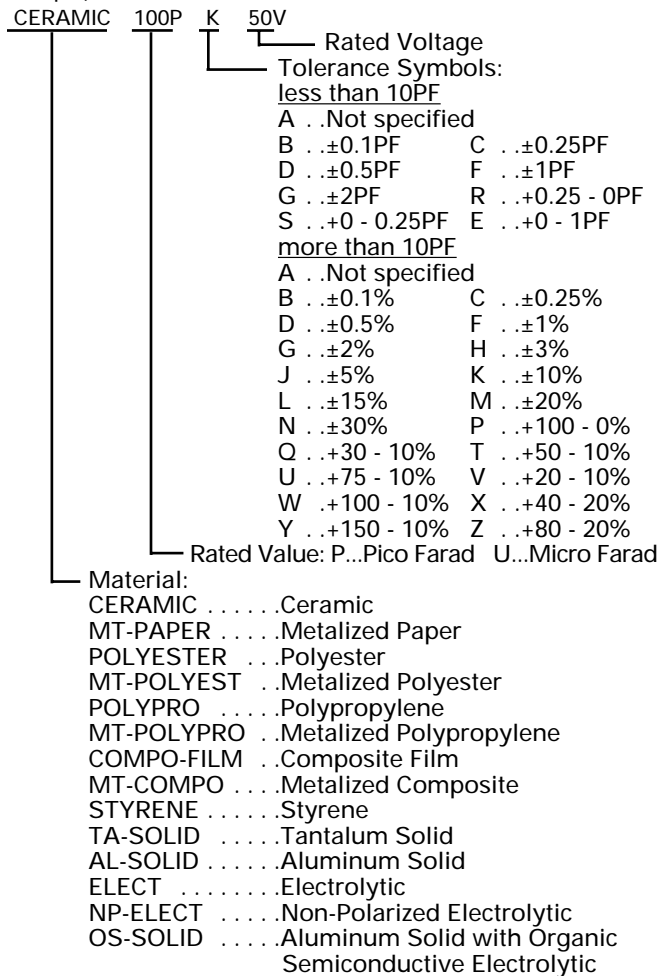 CERAMIC 100P K 50V
Rated Voltage
Tolerance Symbols:
less than 10PF
A . .Not specified
B . .±0.1PF C . .±0.25PF
D . .±0.5PF F . .±1PF
G . .±2PF R . .+0.25 - 0PF
S . .+0 - 0.25PF E . .+0 - 1PF
more than 10PF
A . .Not specified
B . .±0.1% C . .±0.25%
D . .±0.5% F . .±1%
G . .±2% H . .±3%
J . .±5% K . .±10%
L . .±15% M . .±20%
N . .±30% P . .+100 - 0%
Q . .+30 - 10% T . .+50 - 10%
U . .+75 - 10% V . .+20 - 10%
W .+100 - 10% X . .+40 - 20%
Y . .+150 - 10% Z . .+80 - 20%
Rated Value: P...Pico Farad U...Micro Farad
Material:
CERAMIC . . . . . .Ceramic
MT-PAPER . . . . .Metalized Paper
POLYESTER . . .Polyester
MT-POLYEST . .Metalized Polyester
POLYPRO . . . . .Polypropylene
MT-POLYPRO . .Metalized Polypropylene
COMPO-FILM . .Composite Film
MT-COMPO . . . .Metalized Composite
STYRENE . . . . . .Styrene
TA-SOLID . . . . .Tantalum Solid
AL-SOLID . . . . . .Aluminum Solid
ELECT . . . . . . . .Electrolytic
NP-ELECT . . . . .Non-Polarized Electrolytic
OS-SOLID . . . . .Aluminum Solid with Organic
Semiconductive Electrolytic